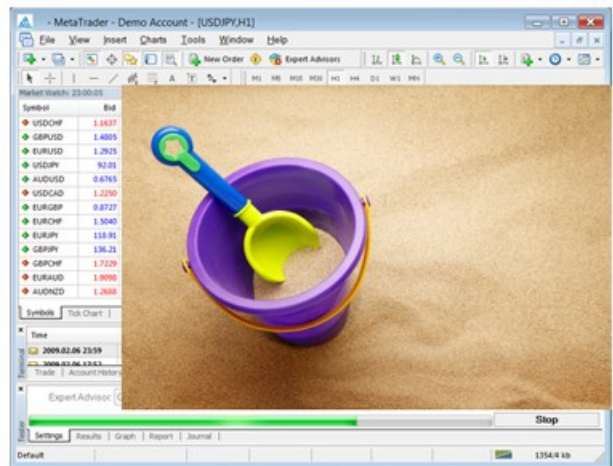 - MetaTrader - Demo Account - [USDJPY,H1]
File View Insert Charts Tools Window Help
New Order Expert Advisors
A T M1 M5 M15 M30 H1 H4 D1 W1 MN
Market Watch: 23:00:05
Symbol Bid
USDCHF 1.1637
GBPUSD 1.4805
EURUSD 1.2925
USDJPY 92.01
AUDUSD 0.6765
USDCAD 1.2250
EURGBP 0.8727
EURCHF 1.5040
EURJPY 118.91
GBPJPY 136.21
GBPCHF 1.7229
EURAUD 1.9098
AUDNZD 1.2688
Symbols Tick Chart
Time
2009.02.06 23:59
Terminal
Trade Account History
Expert Advisor:
Stop
Tester
Settings Results Graph Report Journal
Default 1354/4 kb